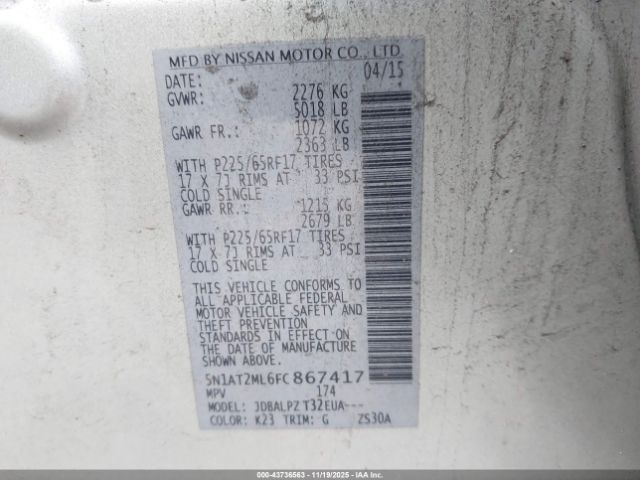 MFD BY NISSAN MOTOR CO., LTD.
DATE: 04/15
GVWR: 2276 KG
5018 LB
GAWR FR.: 1072 KG
2363 LB
WITH P225/65RF17 TIRES
17 X 7J RIMS AT 33 PSI
COLD SINGLE
GAWR RR.: 1215 KG
2679 LB
WITH P225/65RF17 TIRES
17 X 7J RIMS AT 33 PSI
COLD SINGLE
THIS VEHICLE CONFORMS TO
ALL APPLICABLE FEDERAL
MOTOR VEHICLE SAFETY AND
THEFT PREVENTION
STANDARDS IN EFFECT ON
THE DATE OF MANUFACTURE
SHOWN ABOVE.
5N1AT2ML6FC867417
MPV 174
MODEL: JDBALPZ T32EUA---
COLOR: K23 TRIM: G ZS30A
000-43736563 • 11/19/2025 • IAAI.COM